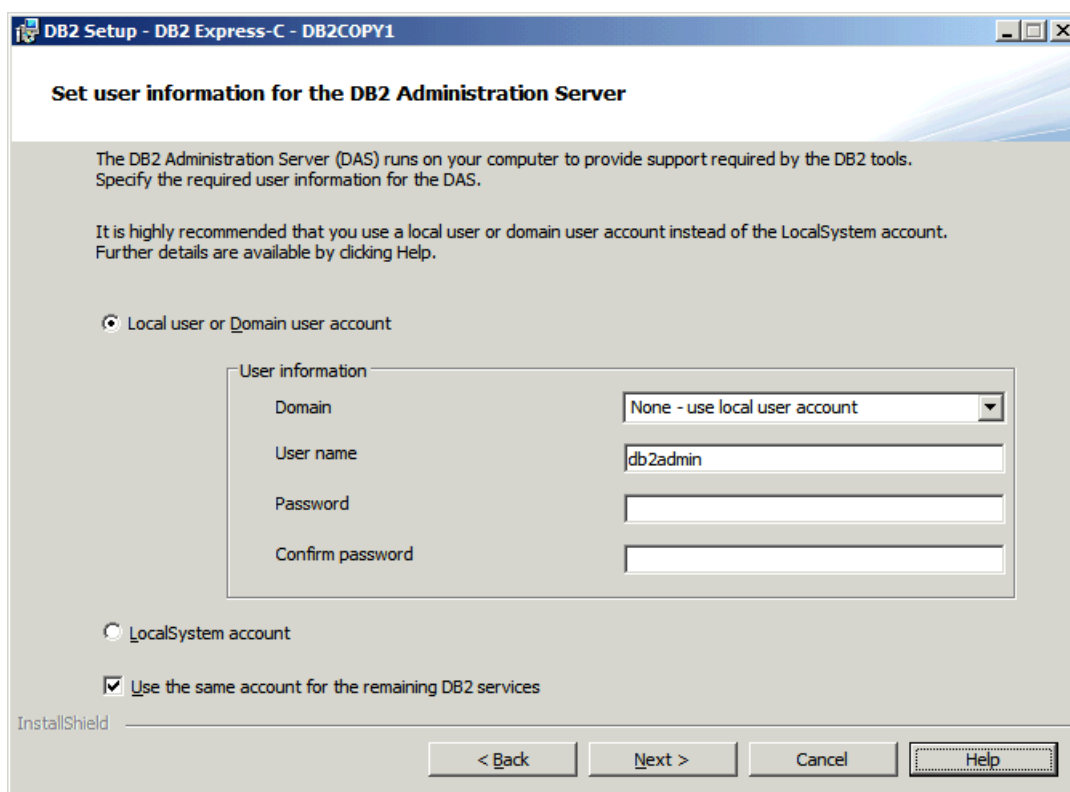 DB2 Setup - DB2 Express-C - DB2COPY1
Set user information for the DB2 Administration Server
The DB2 Administration Server (DAS) runs on your computer to provide support required by the DB2 tools.
Specify the required user information for the DAS.
It is highly recommended that you use a local user or domain user account instead of the LocalSystem account.
Further details are available by clicking Help.
Local user or Domain user account
User information
Domain None - use local user account
User name db2admin
Password
Confirm password
LocalSystem account
Use the same account for the remaining DB2 services
InstallShield
< Back Next > Cancel Help